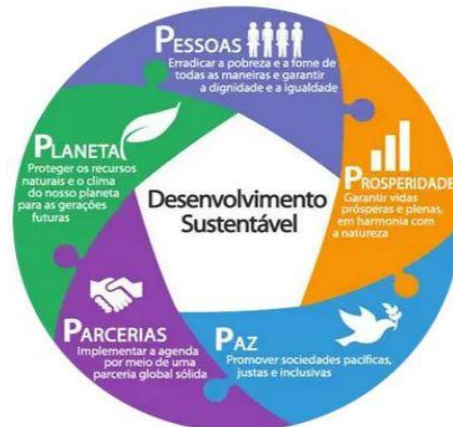 PESSOAS
Erradicar a pobreza e a fome de
todas as maneiras e garantir
a dignidade e a igualdade
PLANETA
Proteger os recursos
naturais e o clima
do nosso planeta
para as gerações
futuras
Desenvolvimento
Sustentável
PROSPERIDADE
Garantir vidas
prósperas e plenas,
em harmonia com
a natureza
PARCERIAS
Implementar a agenda
por meio de uma
parceria global sólida
PAZ
Promover sociedades pacíficas,
justas e inclusivas